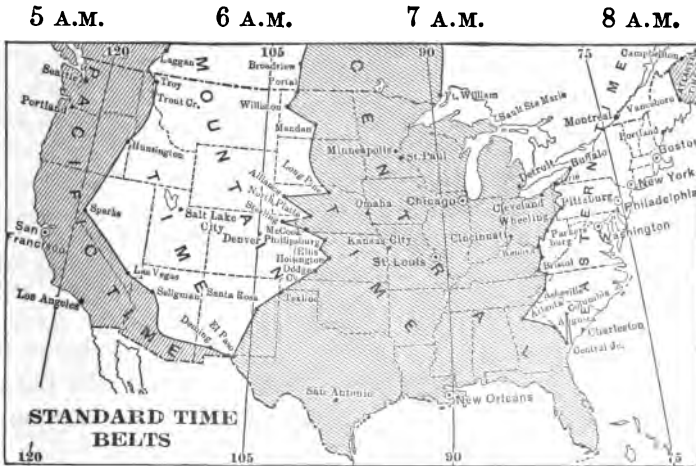 5 A.M. 6 A.M. 7 A.M. 8 A.M.
120 105 90 75
Laggan Broadview Campbellton
Seattle Troy Portal Ft. William
Trout Cr. Williston Sault Ste Marie Vanceboro
Portland Montreal
Mandan Portland
Minneapolis St. Paul Boston
Huntington Long Pine Detroit Buffalo
Alliance New York
North Platte Omaha Chicago Cleveland Pittsburg Philadelphia
Sparks Salt Lake City Wheeling
San Francisco Denver McCook Kansas City Cincinnati Parkersburg Washington
Phillipsburg
Ellis
Hoisington St. Louis
Dodge Bristol
Las Vegas
Seligman Santa Rosa Texline Asheville
Los Angeles Atlanta Columbia
Augusta
Deming El Paso Charleston
Central Jc.
San Antonio New Orleans
PACIFIC TIME
MOUNTAIN TIME
CENTRAL TIME
EASTERN TIME
STANDARD TIME
BELTS
120 105 90 75